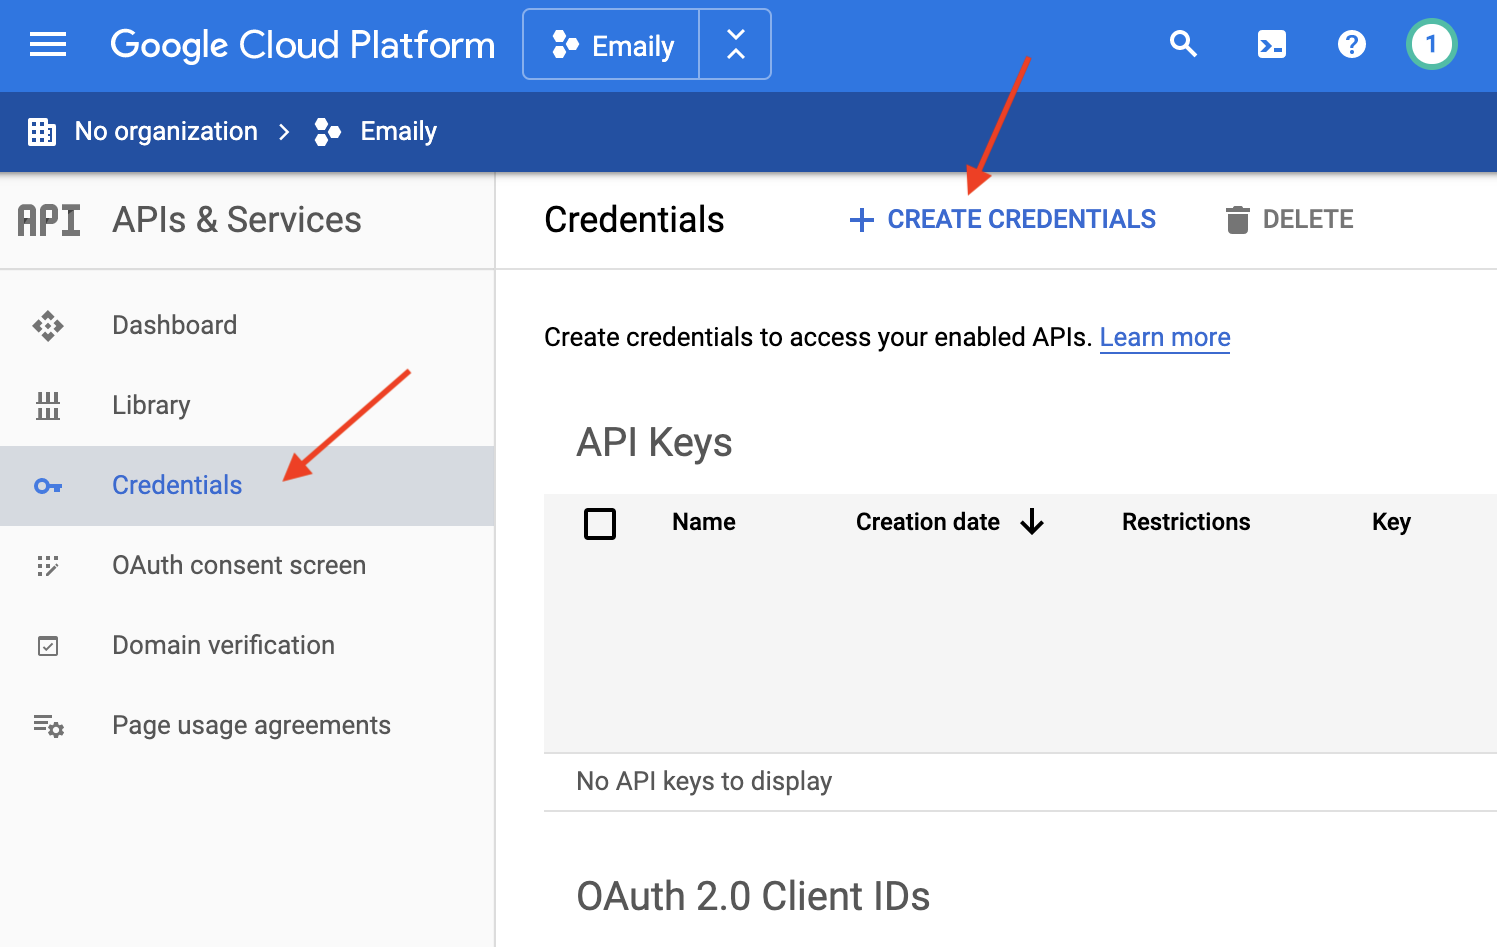 Google Cloud Platform
Emaily
1
No organization
Emaily
API
APIs & Services
Credentials
CREATE CREDENTIALS
DELETE
Dashboard
Library
Credentials
OAuth consent screen
Domain verification
Page usage agreements
Create credentials to access your enabled APIs. Learn more
API Keys
Name Creation date Restrictions Key
No API keys to display
OAuth 2.0 Client IDs